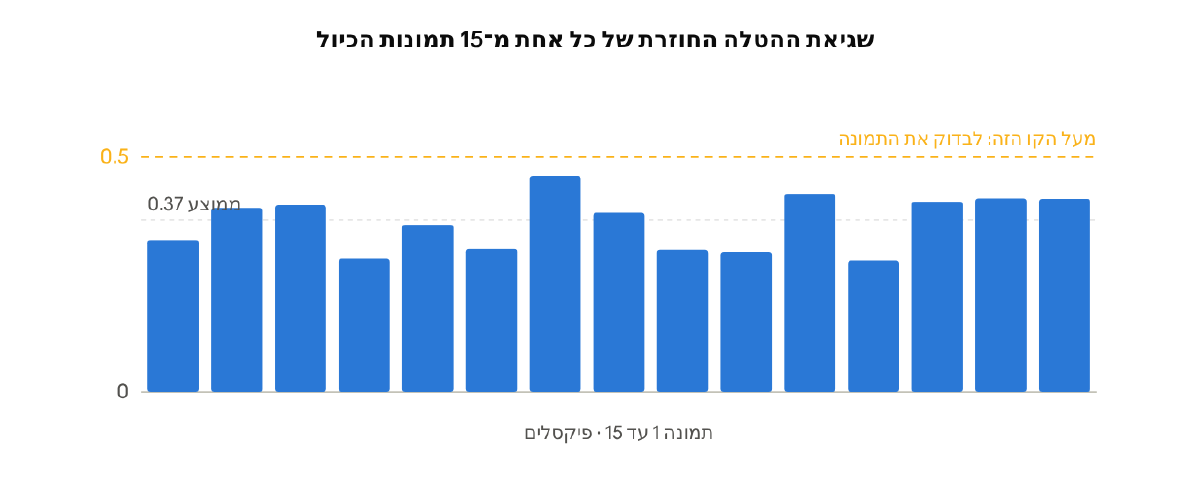 שגיאת ההטלה החוזרת של כל אחת מ־15 תמונות הכיול
מעל הקו הזה: לבדוק את התמונה
0.5
ממוצע 0.37
0
תמונה 1 עד 15 · פיקסלים